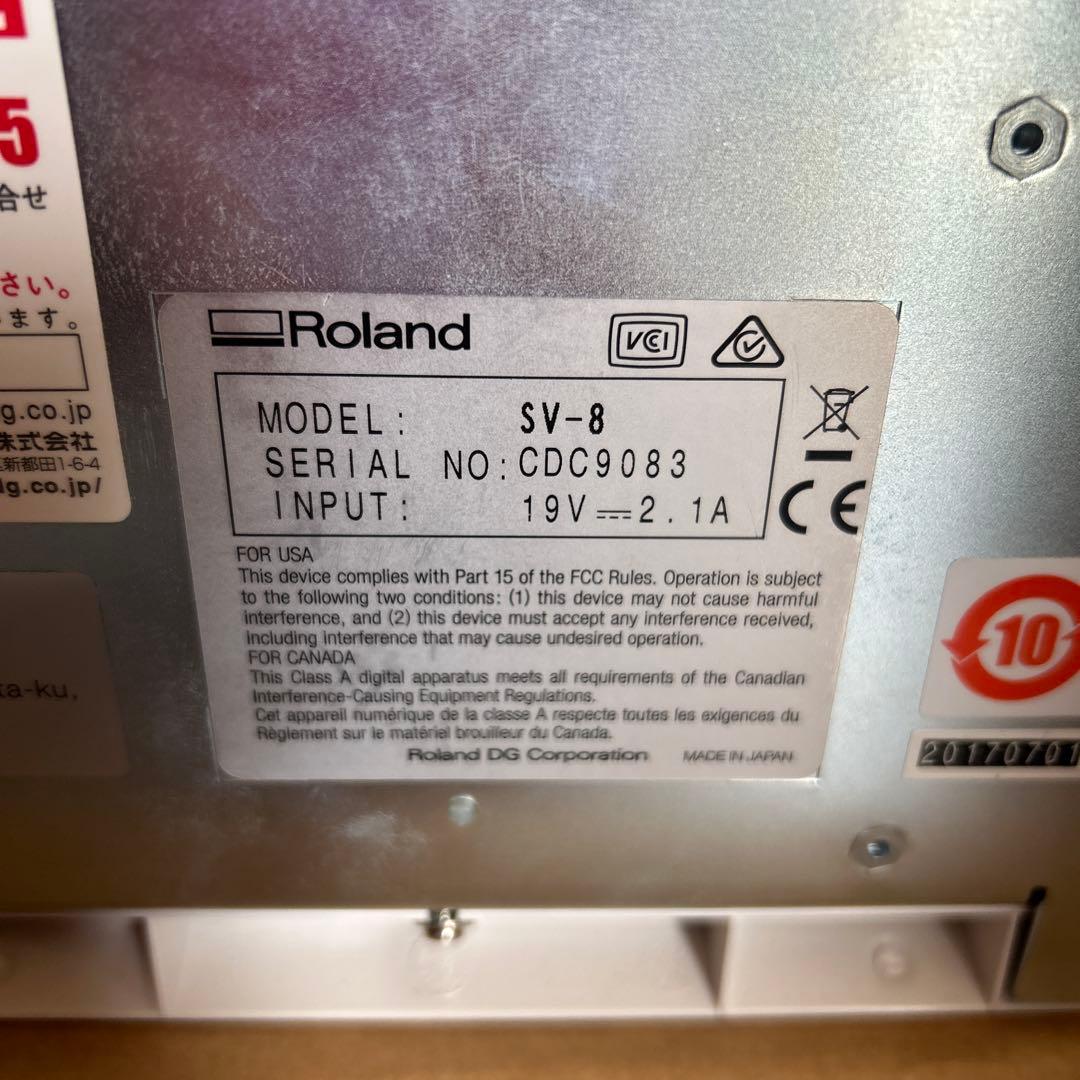 5
合せ
さい。
ます。
g.co.jp
株式会社
新都田1-6-4
dg.co.jp/
ta-ku,
Roland
VCI
MODEL: SV-8
SERIAL NO: CDC9083
INPUT: 19V⎓2.1A
CE
FOR USA
This device complies with Part 15 of the FCC Rules. Operation is subject
to the following two conditions: (1) this device may not cause harmful
interference, and (2) this device must accept any interference received,
including interference that may cause undesired operation.
FOR CANADA
This Class A digital apparatus meets all requirements of the Canadian
Interference-Causing Equipment Regulations.
Cet appareil numérique de la classe A respecte toutes les exigences du
Règlement sur le matériel brouilleur du Canada.
Roland DG Corporation MADE IN JAPAN
10
20170701